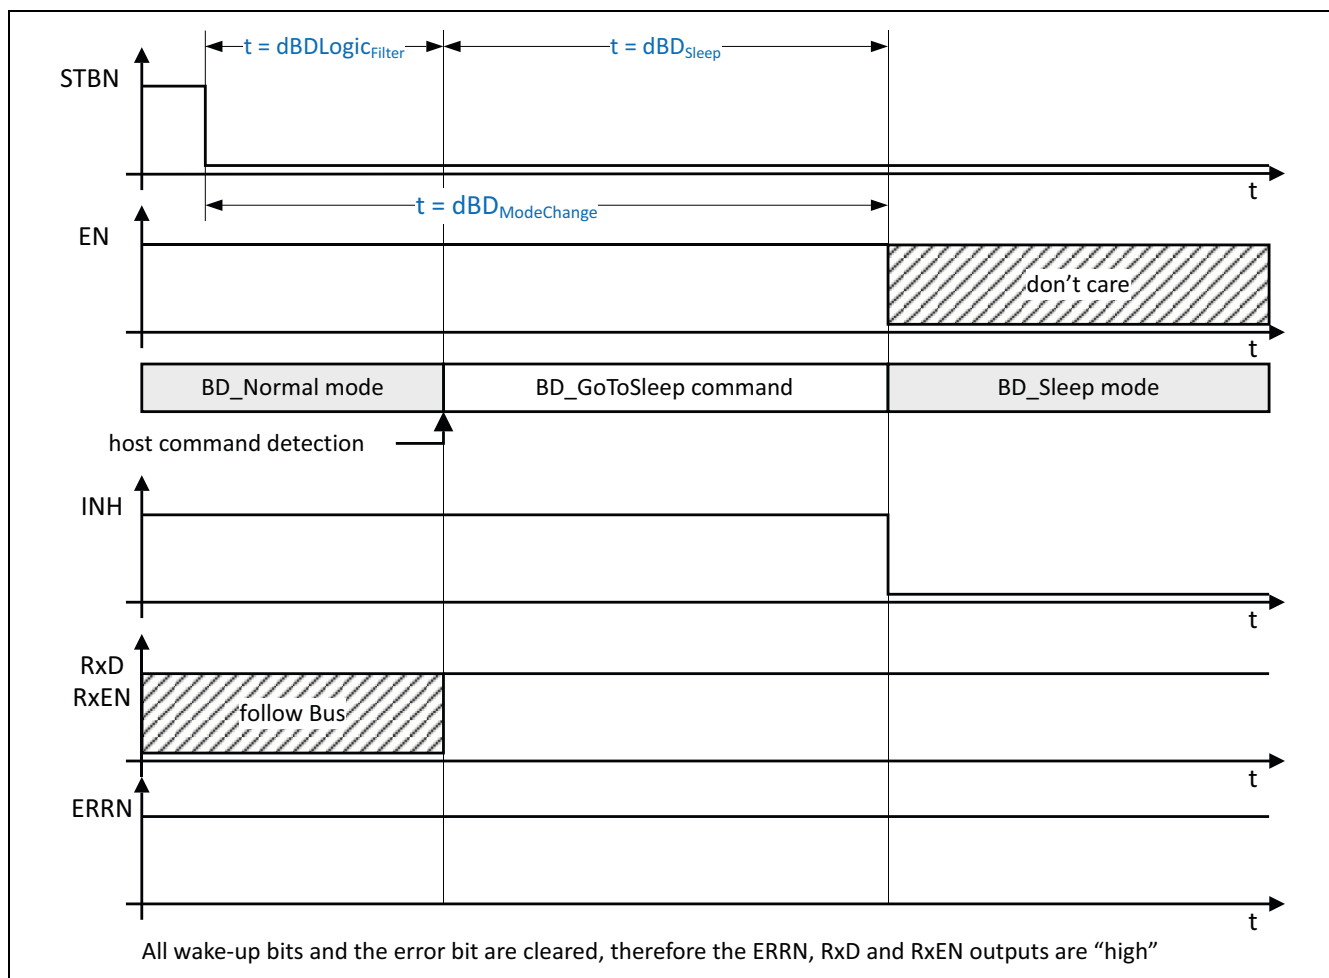 t = dBDLogicFilter
t = dBDSleep
STBN
t
t = dBDModeChange
EN
don't care
t
BD_Normal mode
BD_GoToSleep command
BD_Sleep mode
host command detection
INH
t
RxD
RxEN
follow Bus
t
ERRN
t
All wake-up bits and the error bit are cleared, therefore the ERRN, RxD and RxEN outputs are “high”